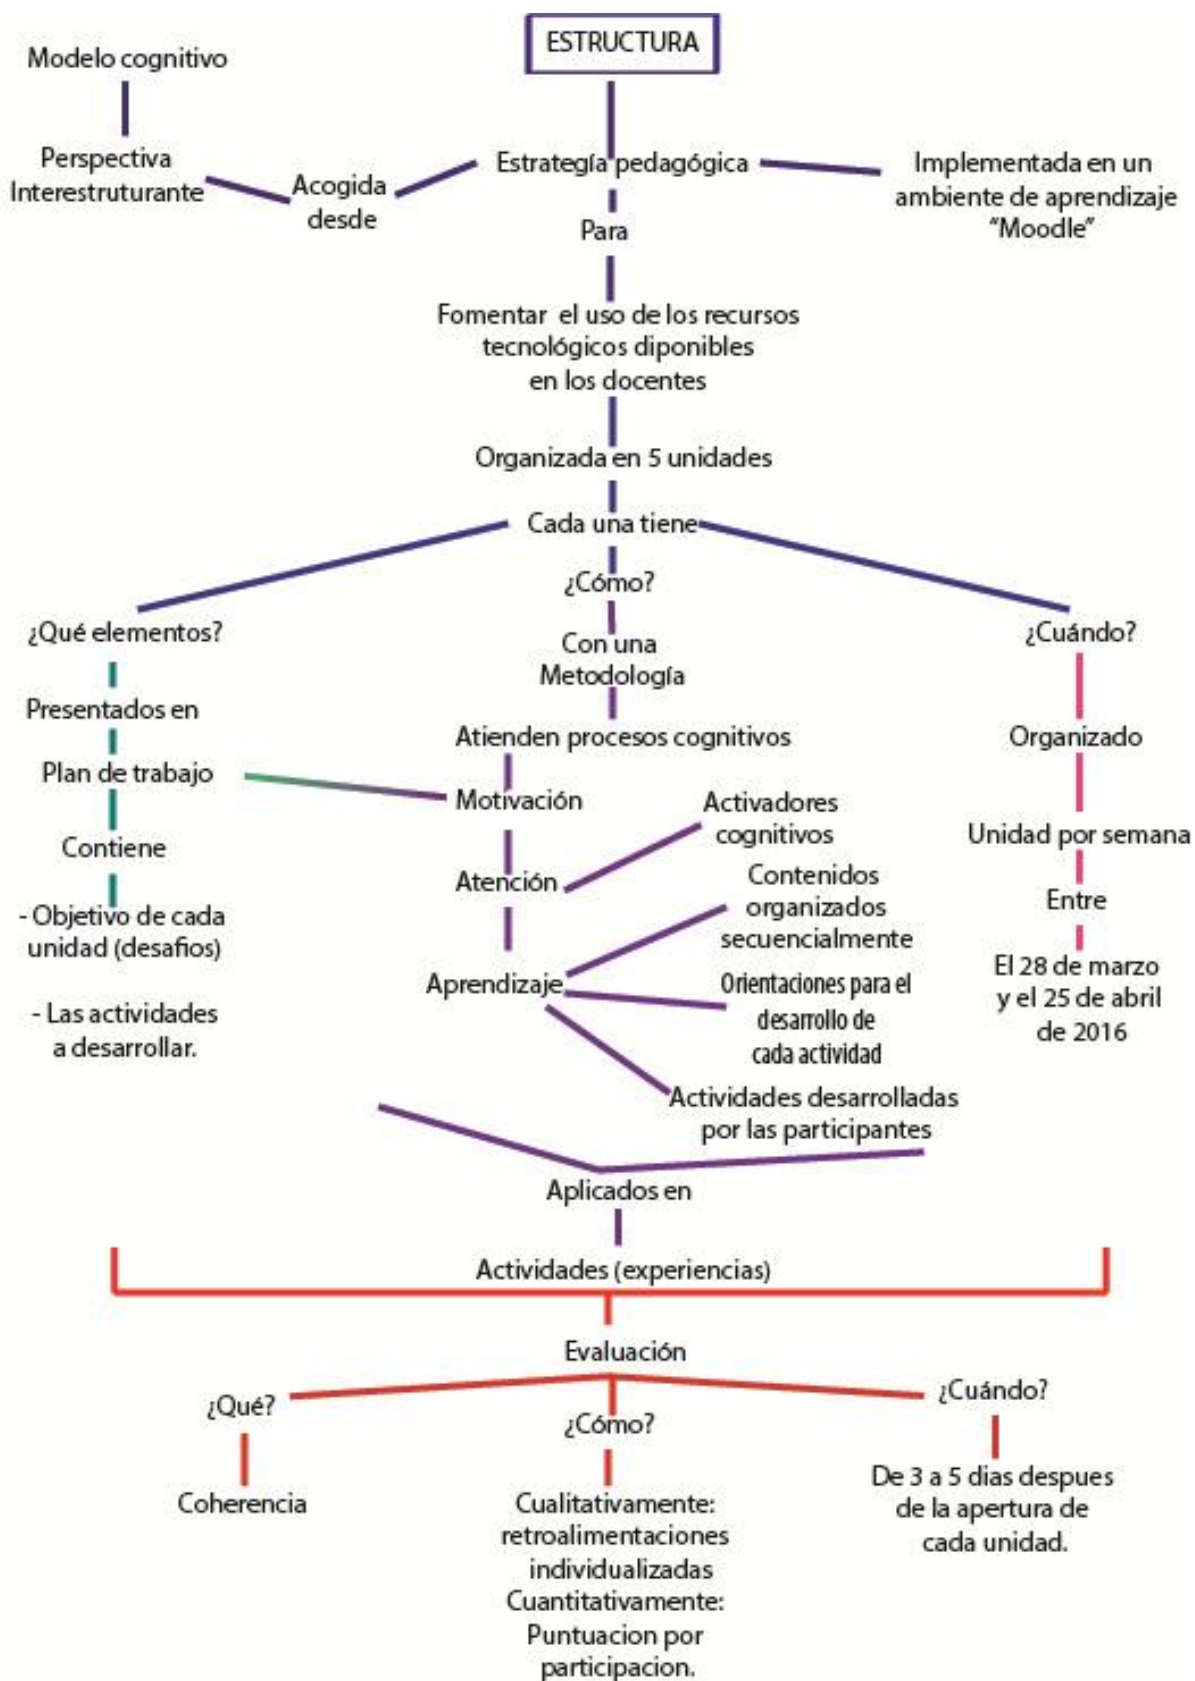 ESTRUCTURA
Modelo cognitivo
Perspectiva
Interestruturante
Acogida
desde
Estrategía pedagógica
Implementada en un
ambiente de aprendizaje
“Moodle”
Para
Fomentar el uso de los recursos
tecnológicos diponibles
en los docentes
Organizada en 5 unidades
Cada una tiene
¿Qué elementos?
Presentados en
Plan de trabajo
Contiene
- Objetivo de cada
unidad (desafios)
- Las actividades
a desarrollar.
¿Cómo?
Con una
Metodología
Atienden procesos cognitivos
Motivación
Atención
Activadores
cognitivos
Aprendizaje
Contenidos
organizados
secuencialmente
Orientaciones para el
desarrollo de
cada actividad
Actividades desarrolladas
por las participantes
¿Cuándo?
Organizado
Unidad por semana
Entre
El 28 de marzo
y el 25 de abril
de 2016
Aplicados en
Actividades (experiencias)
Evaluación
¿Qué?
Coherencia
¿Cómo?
Cualitativamente:
retroalimentaciones
individualizadas
Cuantitativamente:
Puntuacion por
participacion.
¿Cuándo?
De 3 a 5 dias despues
de la apertura de
cada unidad.